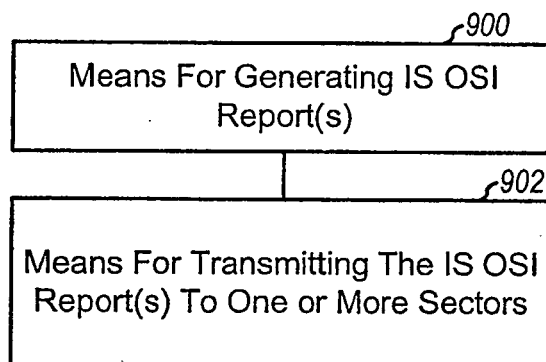 900
Means For Generating IS OSI
Report(s)
902
Means For Transmitting The IS OSI
Report(s) To One or More Sectors